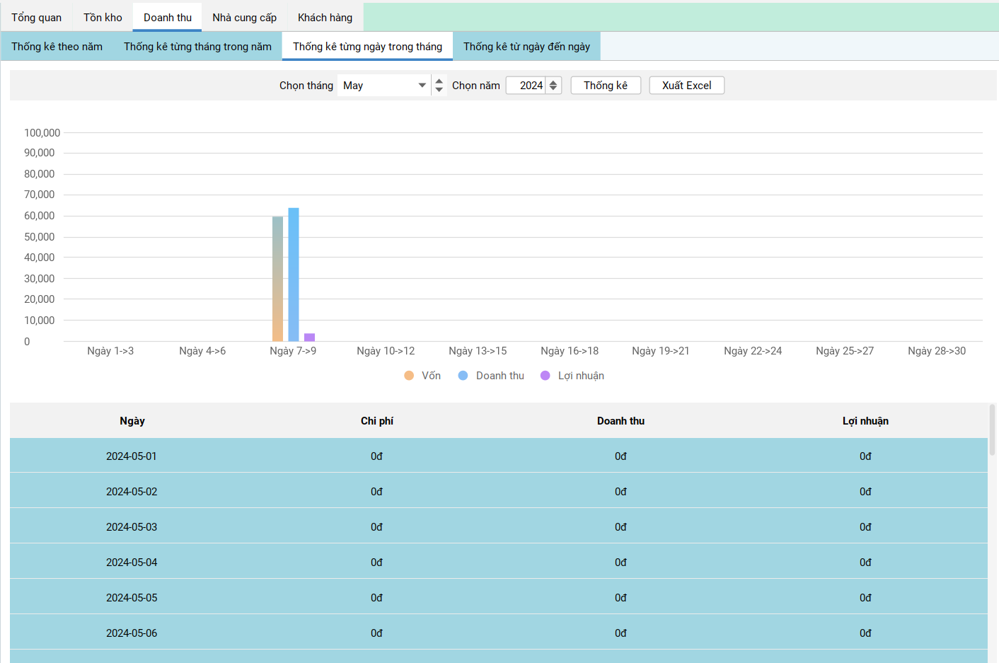 Tổng quan Tồn kho Doanh thu Nhà cung cấp Khách hàng
Thống kê theo năm Thống kê từng tháng trong năm Thống kê từng ngày trong tháng Thống kê từ ngày đến ngày
Chọn tháng May Chọn năm 2024 Thống kê Xuất Excel
100,000
90,000
80,000
70,000
60,000
50,000
40,000
30,000
20,000
10,000
0
Ngày 1->3 Ngày 4->6 Ngày 7->9 Ngày 10->12 Ngày 13->15 Ngày 16->18 Ngày 19->21 Ngày 22->24 Ngày 25->27 Ngày 28->30
Vốn Doanh thu Lợi nhuận
Ngày Chi phí Doanh thu Lợi nhuận
2024-05-01 0đ 0đ 0đ
2024-05-02 0đ 0đ 0đ
2024-05-03 0đ 0đ 0đ
2024-05-04 0đ 0đ 0đ
2024-05-05 0đ 0đ 0đ
2024-05-06 0đ 0đ 0đ